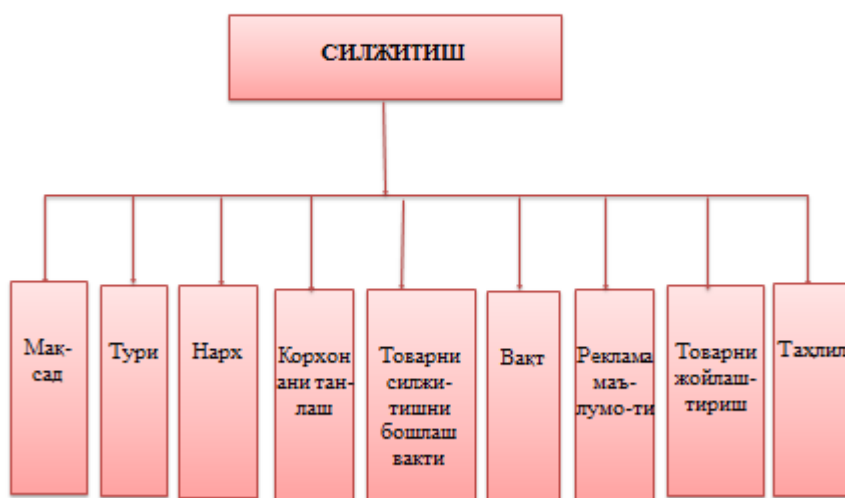 СИЛЖИТИШ
Мақ-
сад
Тури
Нарх
Корхон
ани тан-
лаш
Товарни
силжи-
тишни
бошлаш
вакти
Вақт
Реклама
маъ-
лумо-ти
Товарни
жойлаш-
тириш
Таҳлил